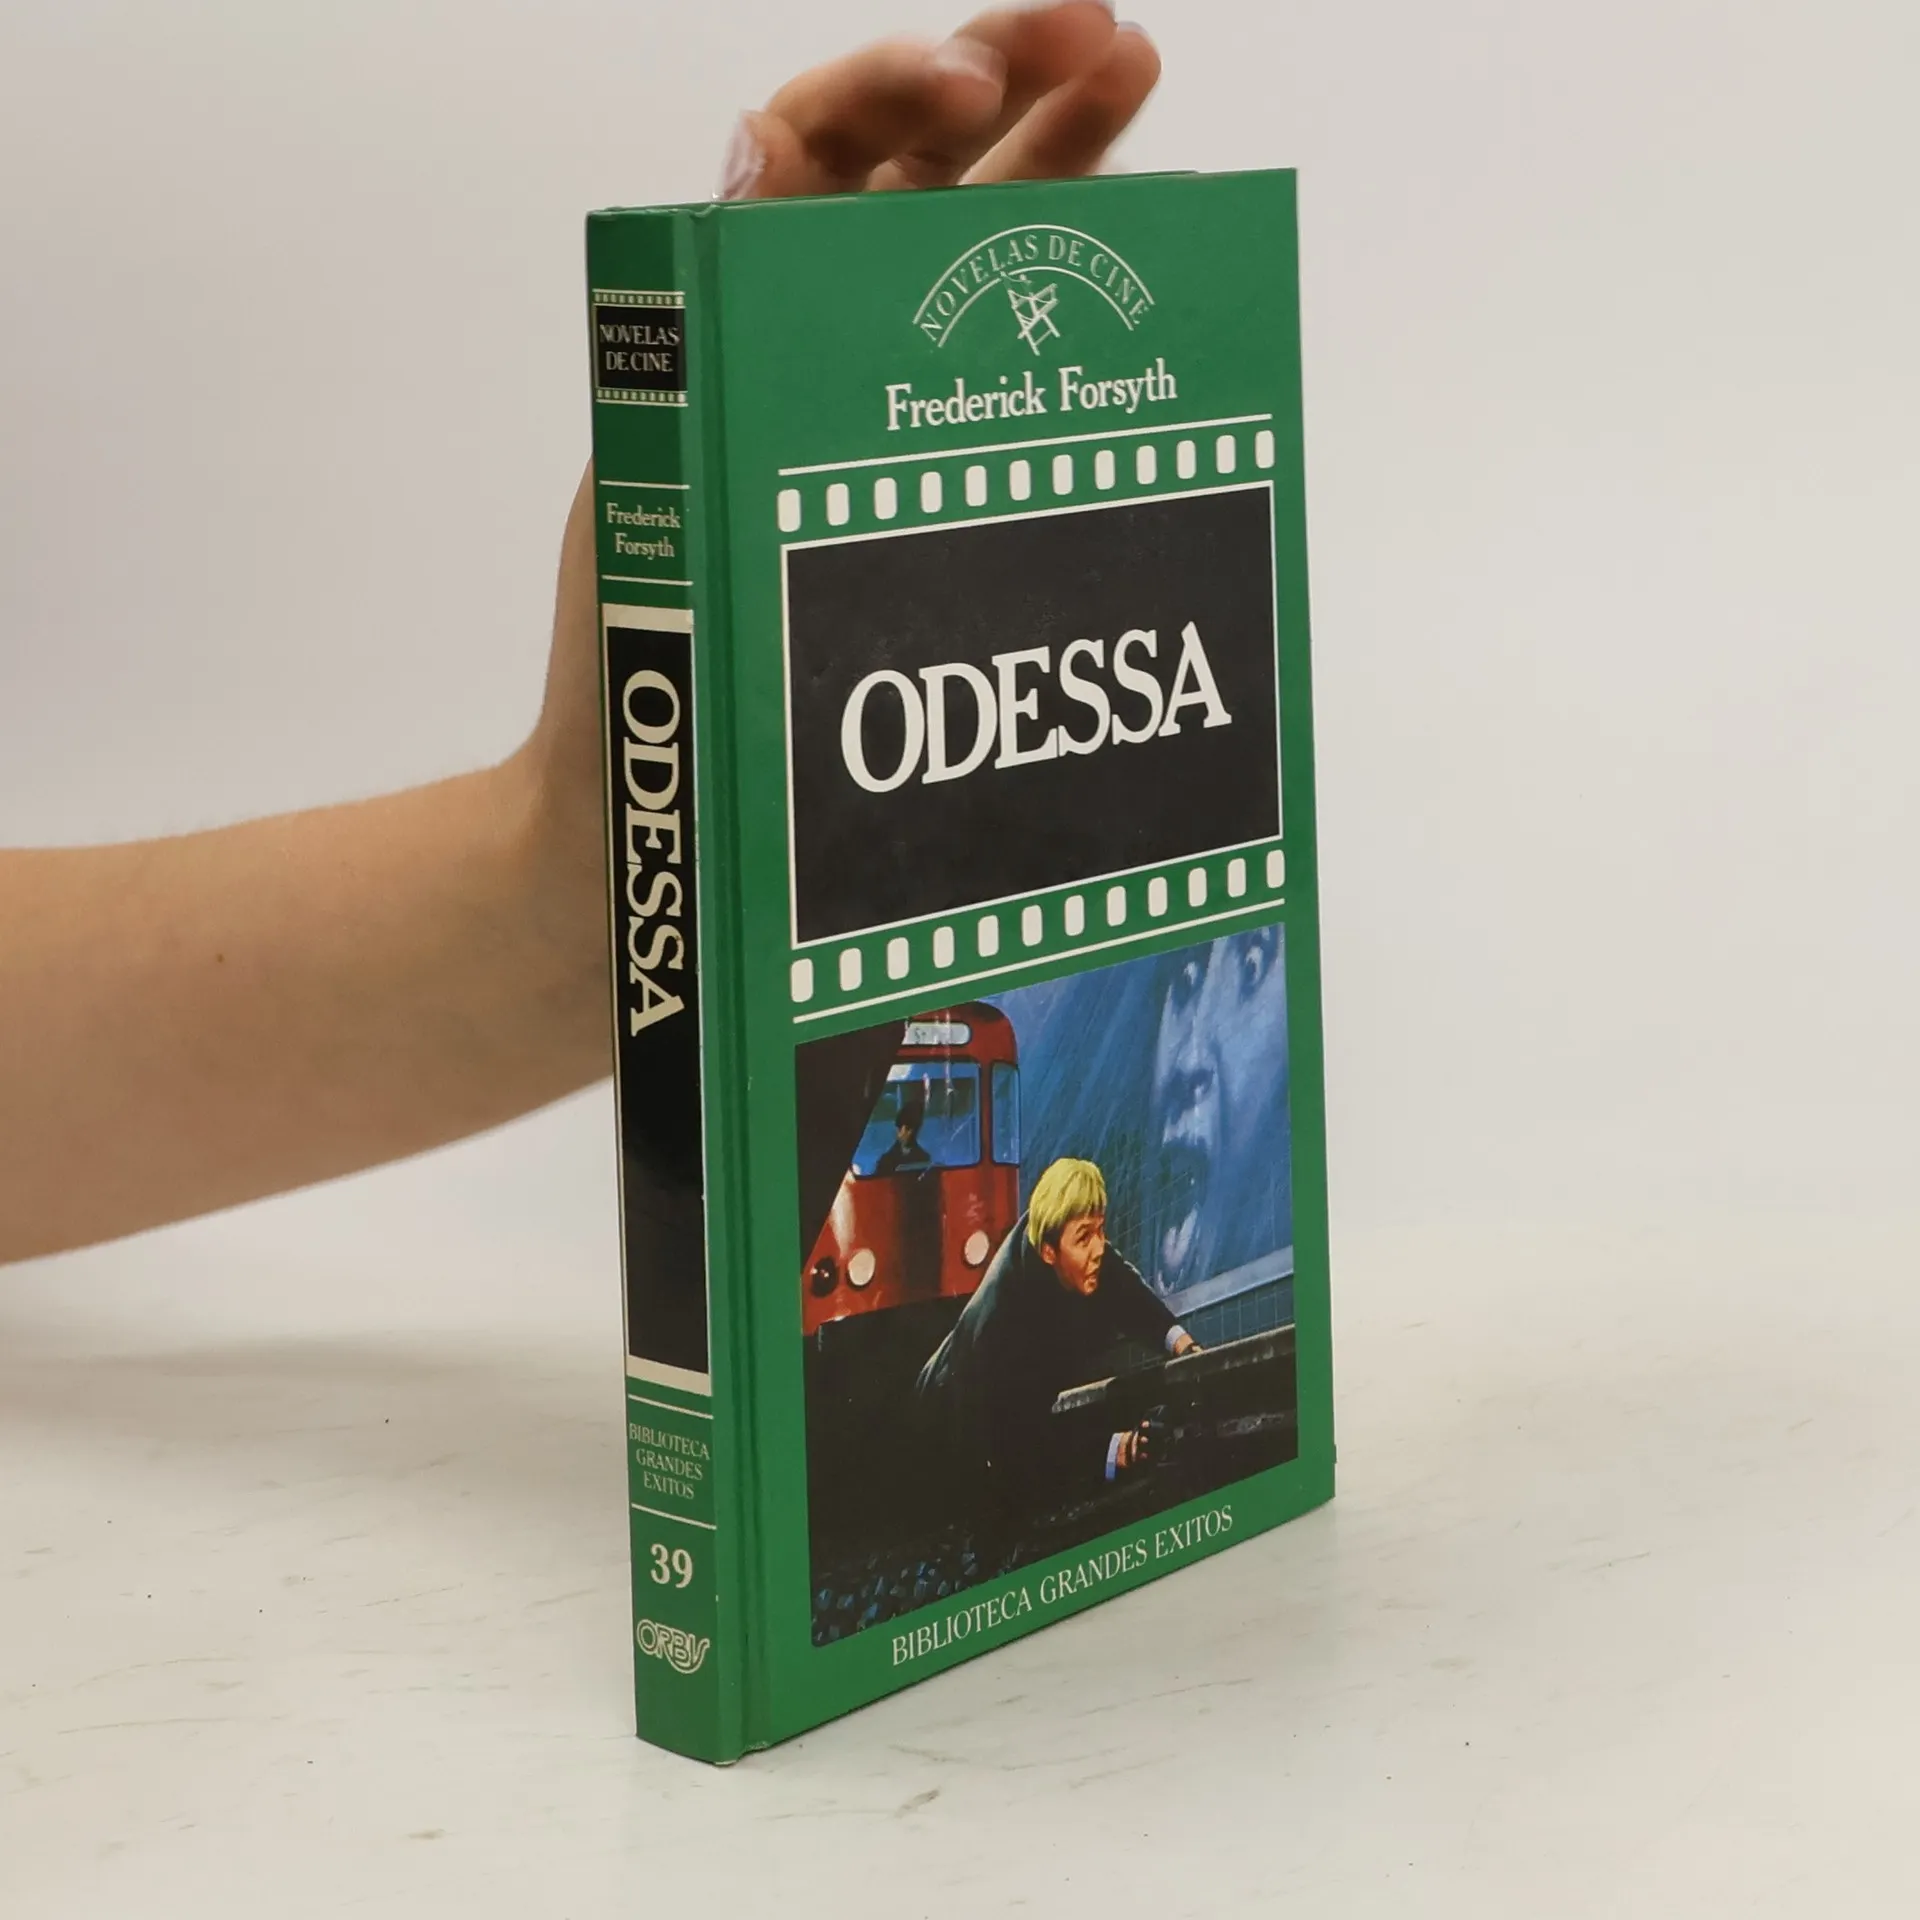 NOVELAS
DE CINE
Frederick
Forsyth
ODESSA
BIBLIOTECA
GRANDES
EXITOS
39
ORBIS
NOVELAS DE CINE
Frederick Forsyth
ODESSA
BIBLIOTECA GRANDES EXITOS